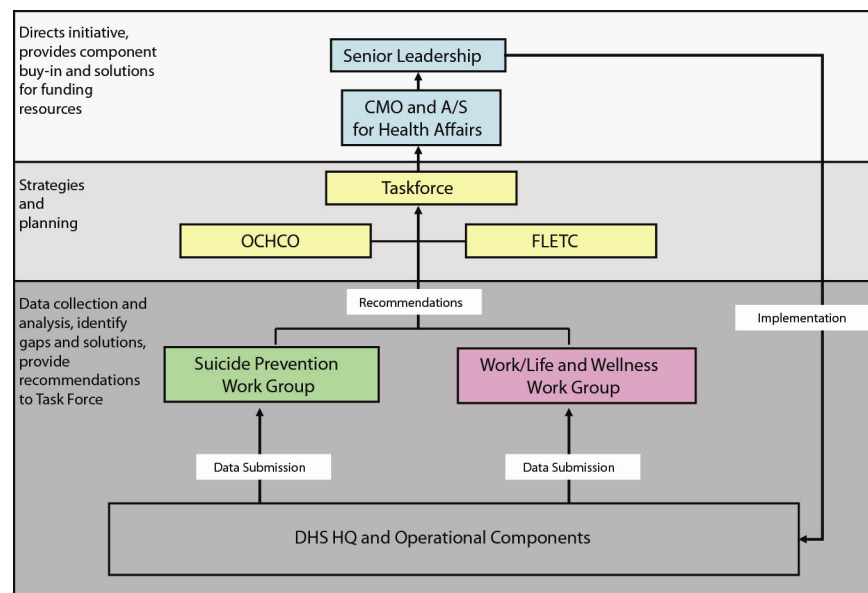 Directs initiative,
provides component
buy-in and solutions
for funding
resources
Senior Leadership
CMO and A/S
for Health Affairs
Strategies
and
planning
Taskforce
OCHCO
FLETC
Data collection and
analysis, identify
gaps and solutions,
provide
recommendations
to Task Force
Recommendations
Implementation
Suicide Prevention
Work Group
Work/Life and Wellness
Work Group
Data Submission
Data Submission
DHS HQ and Operational Components